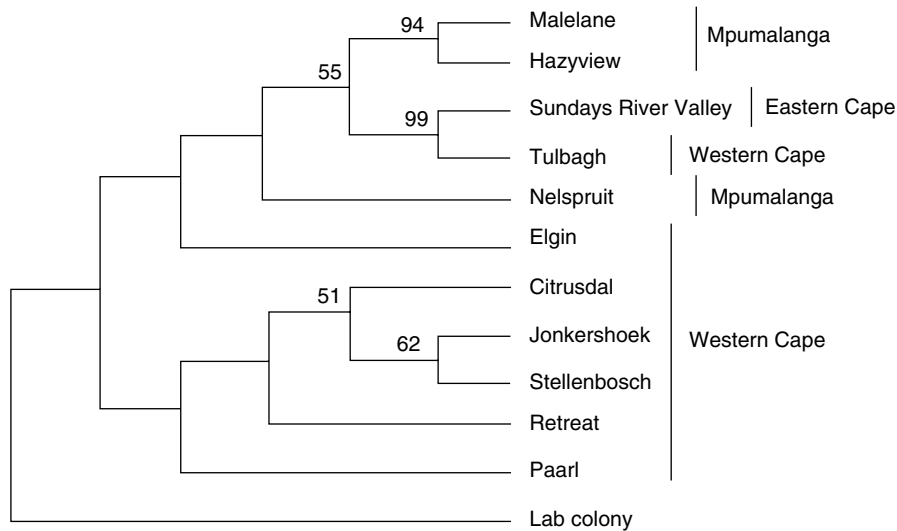 94 Malelane
Mpumalanga
Hazyview
55
Sundays River Valley Eastern Cape
99
Tulbagh Western Cape
Nelspruit Mpumalanga
Elgin
Citrusdal
51
Jonkershoek
62 Western Cape
Stellenbosch
Retreat
Paarl
Lab colony